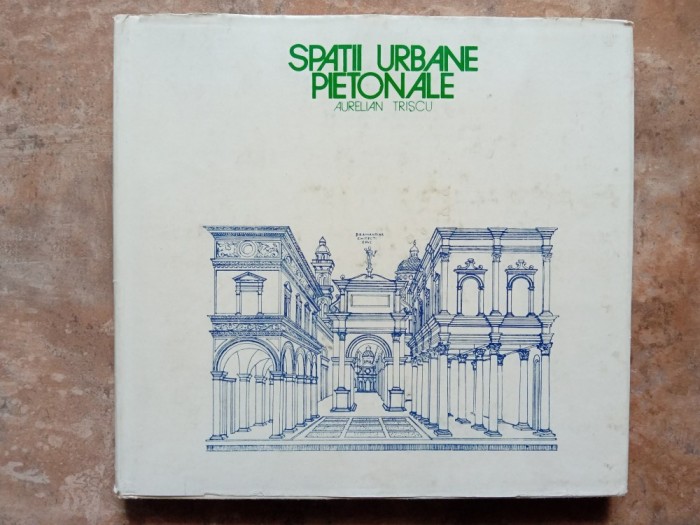 SPATII URBANE
PIETONALE
AURELIAN TRIȘCU